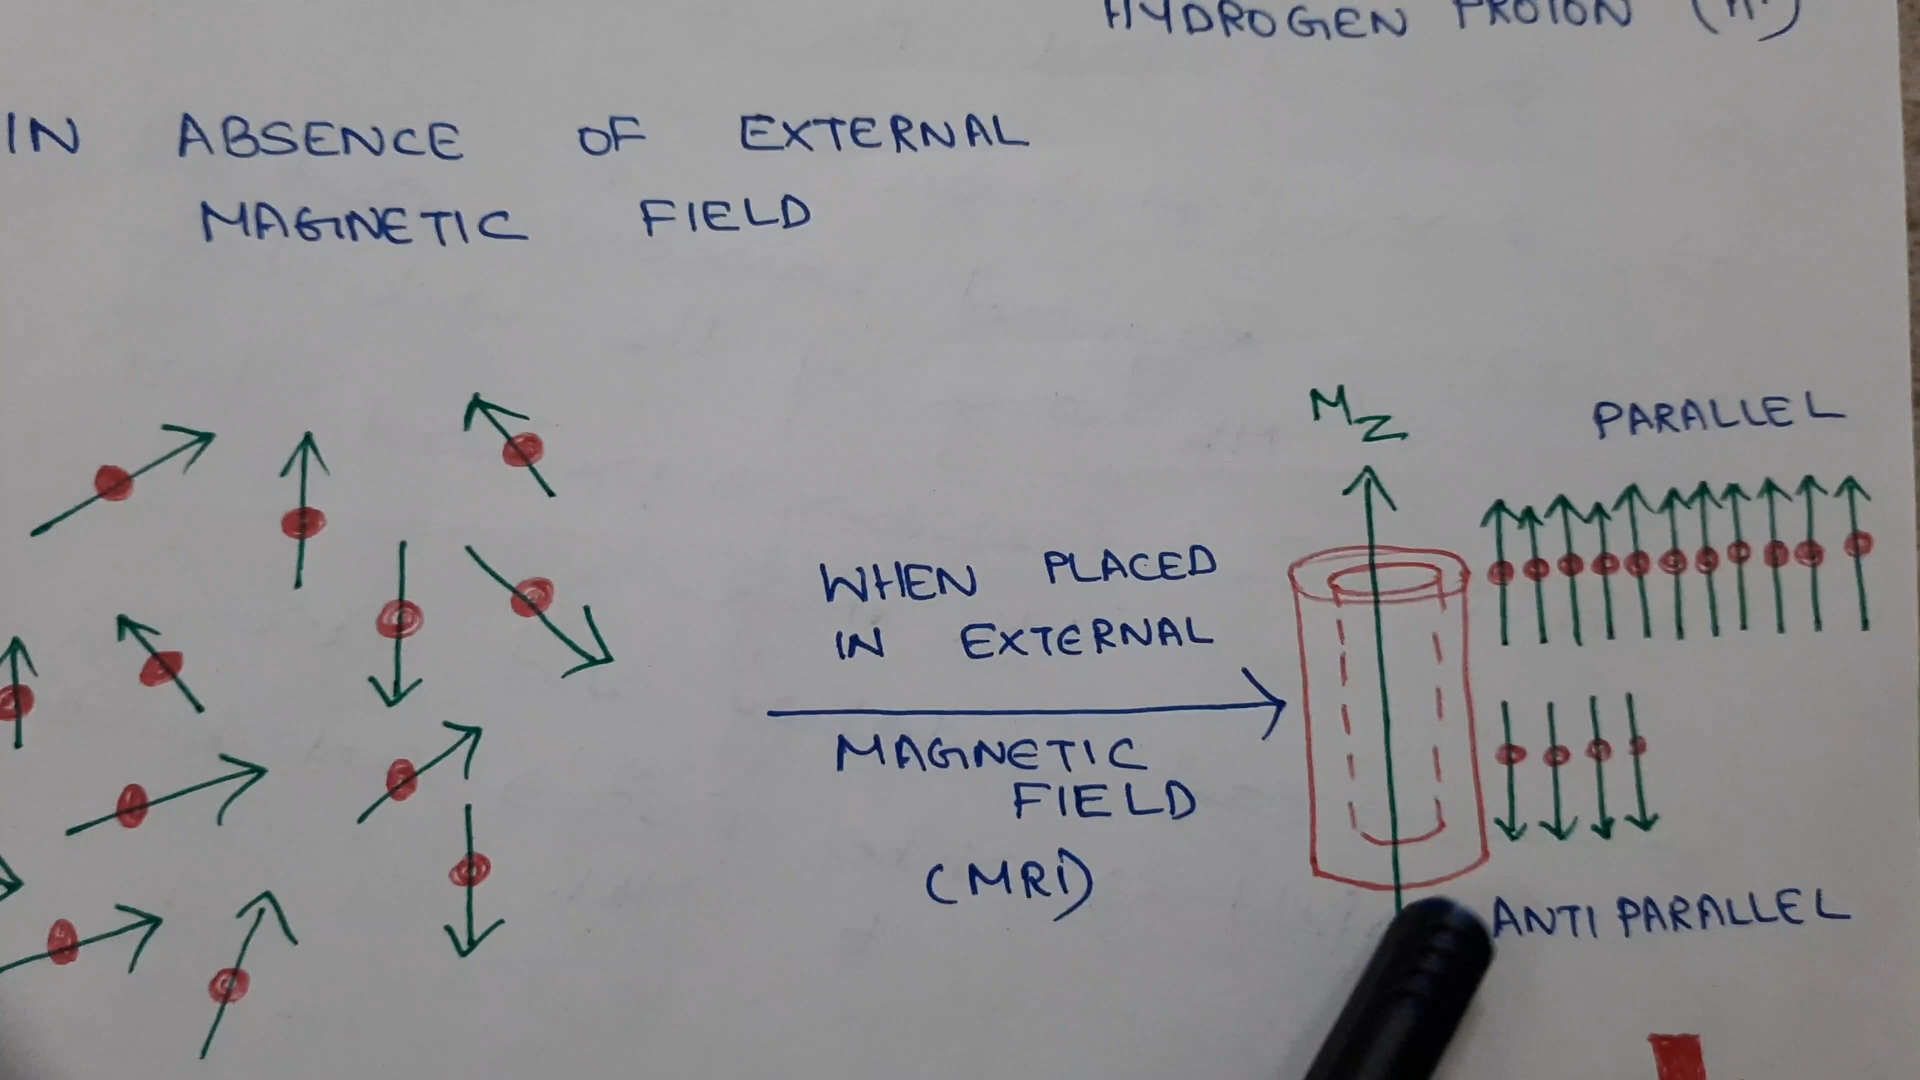 HYDROGEN PROTON (H⁺)
IN ABSENCE OF EXTERNAL
MAGNETIC FIELD
WHEN PLACED
IN EXTERNAL
MAGNETIC
FIELD
(MRI)
MZ
PARALLEL
ANTI PARALLEL